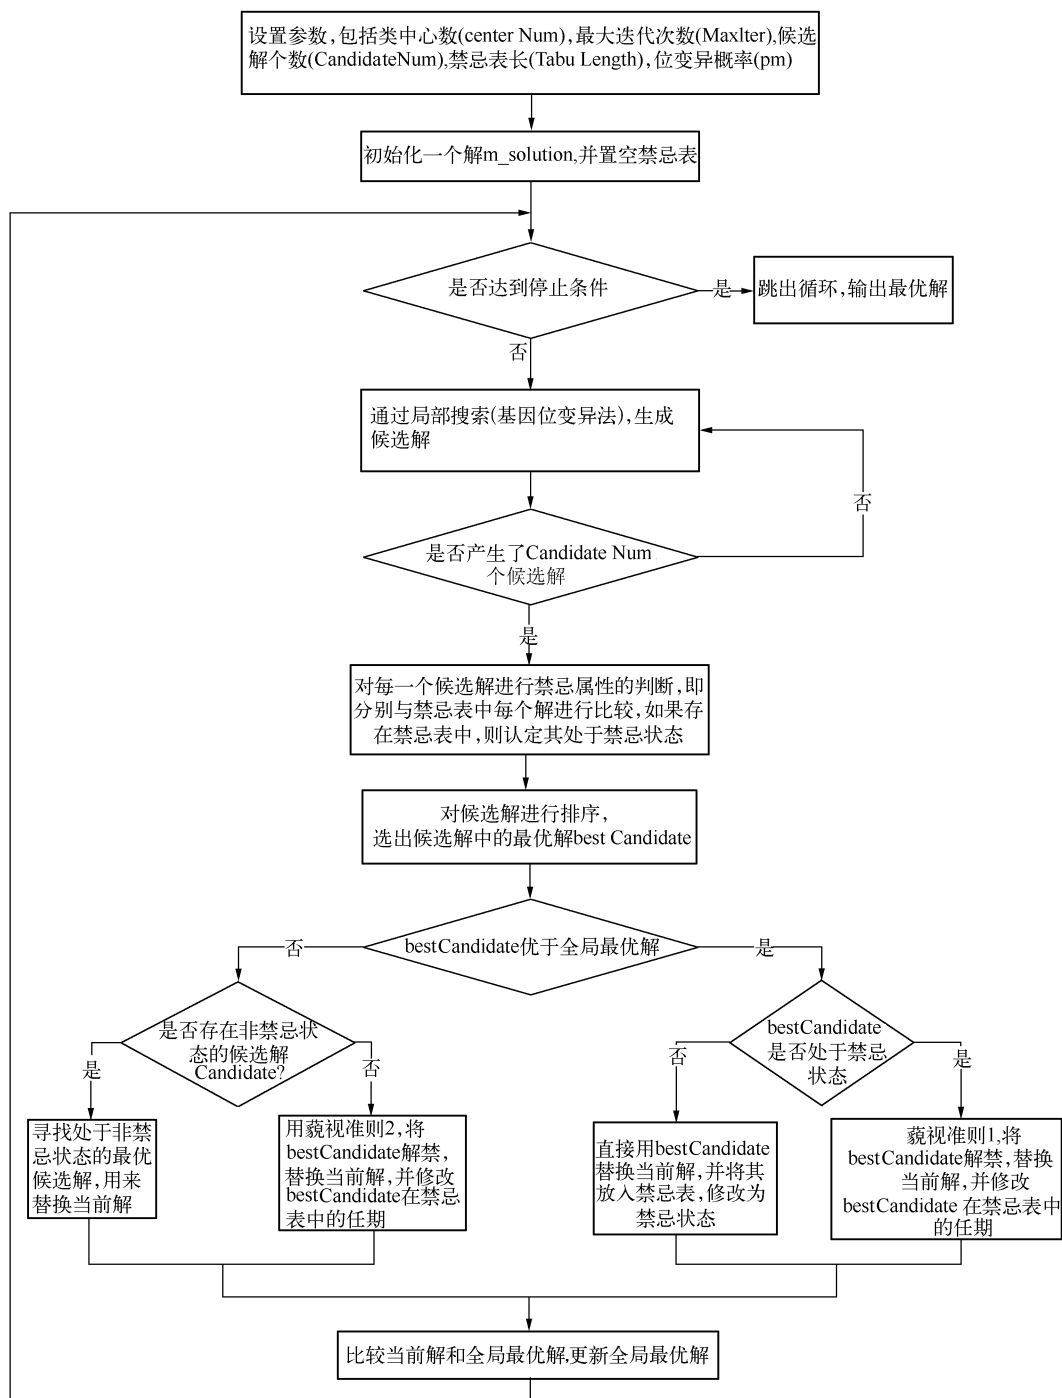 设置参数,包括类中心数(center Num),最大迭代次数(MaxIter),候选
解个数(CandidateNum),禁忌表长(Tabu Length),位变异概率(pm)
初始化一个解m_solution,并置空禁忌表
是否达到停止条件
是
跳出循环,输出最优解
否
通过局部搜索(基因位变异法),生成
候选解
否
是否产生了Candidate Num
个候选解
是
对每一个候选解进行禁忌属性的判断,即
分别与禁忌表中每个解进行比较,如果存
在禁忌表中,则认定其处于禁忌状态
对候选解进行排序,
选出候选解中的最优解best Candidate
bestCandidate优于全局最优解
否
是
是否存在非禁忌状
态的候选解
Candidate?
是
否
bestCandidate
是否处于禁忌
状态
否
是
寻找处于非禁
忌状态的最优
候选解,用来
替换当前解
用藐视准则2,将
bestCandidate解禁,
替换当前解,并修改
bestCandidate在禁忌
表中的任期
直接用bestCandidate
替换当前解,并将其
放入禁忌表,修改为
禁忌状态
藐视准则1,将
bestCandidate解禁,替换
当前解,并修改
bestCandidate 在禁忌表中
的任期
比较当前解和全局最优解,更新全局最优解